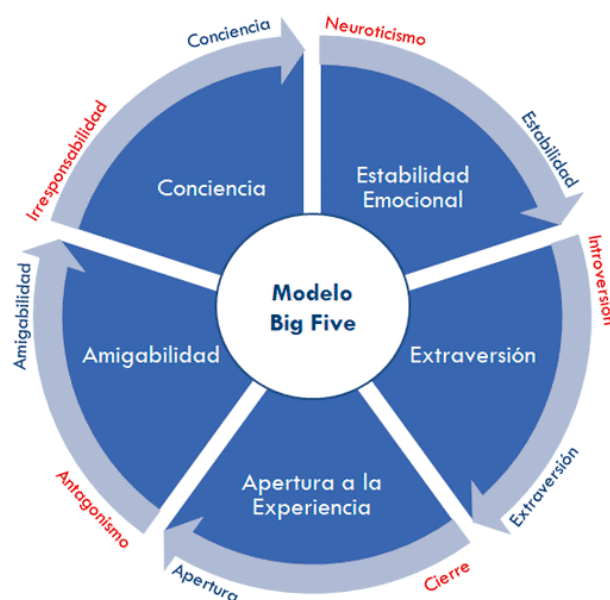 Conciencia
Neuroticismo
Irresponsabilidad
Estabilidad
Conciencia
Estabilidad
Emocional
Introversión
Amigabilidad
Modelo
Big Five
Amigabilidad
Extraversión
Antagonismo
Apertura a la
Experiencia
Extraversión
Apertura
Cierre